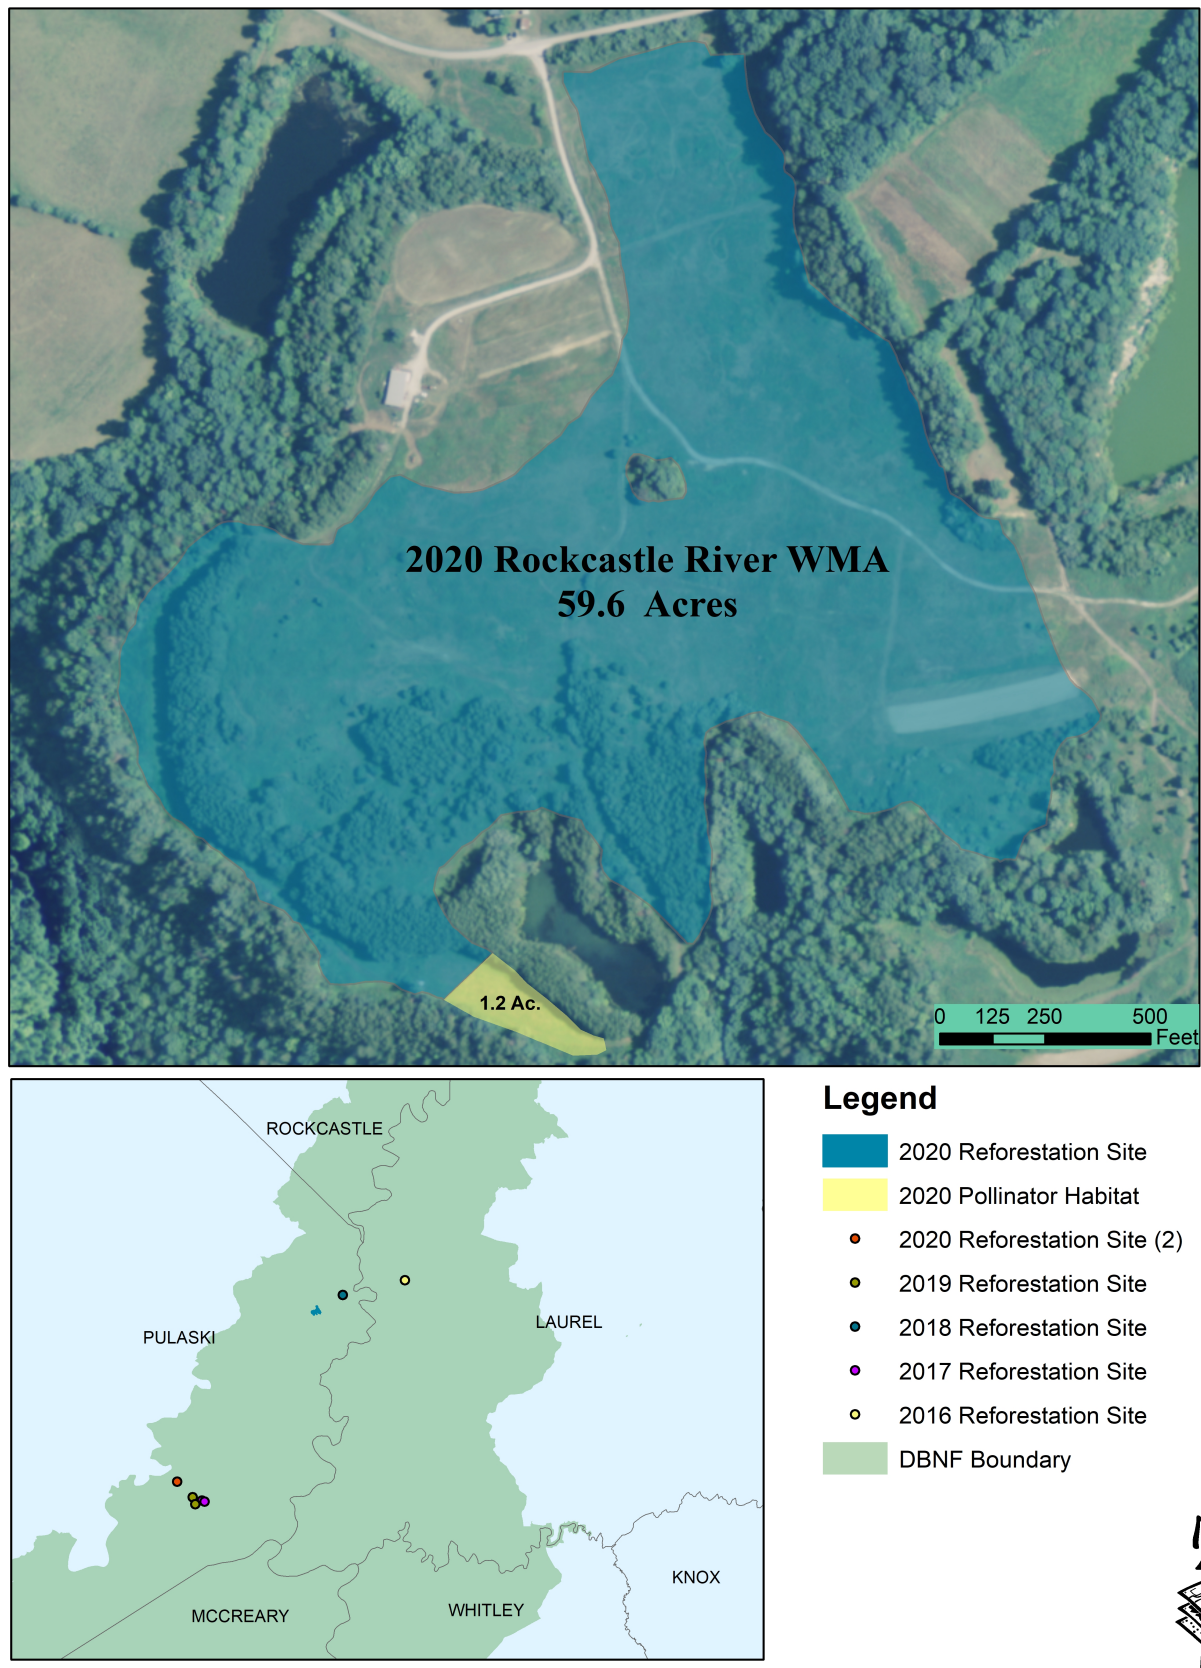 2020 Rockcastle River WMA
59.6 Acres
1.2 Ac.
0 125 250 500
Feet
ROCKCASTLE
PULASKI
LAUREL
KNOX
MCCREARY
WHITLEY
Legend
2020 Reforestation Site
2020 Pollinator Habitat
2020 Reforestation Site (2)
2019 Reforestation Site
2018 Reforestation Site
2017 Reforestation Site
2016 Reforestation Site
DBNF Boundary